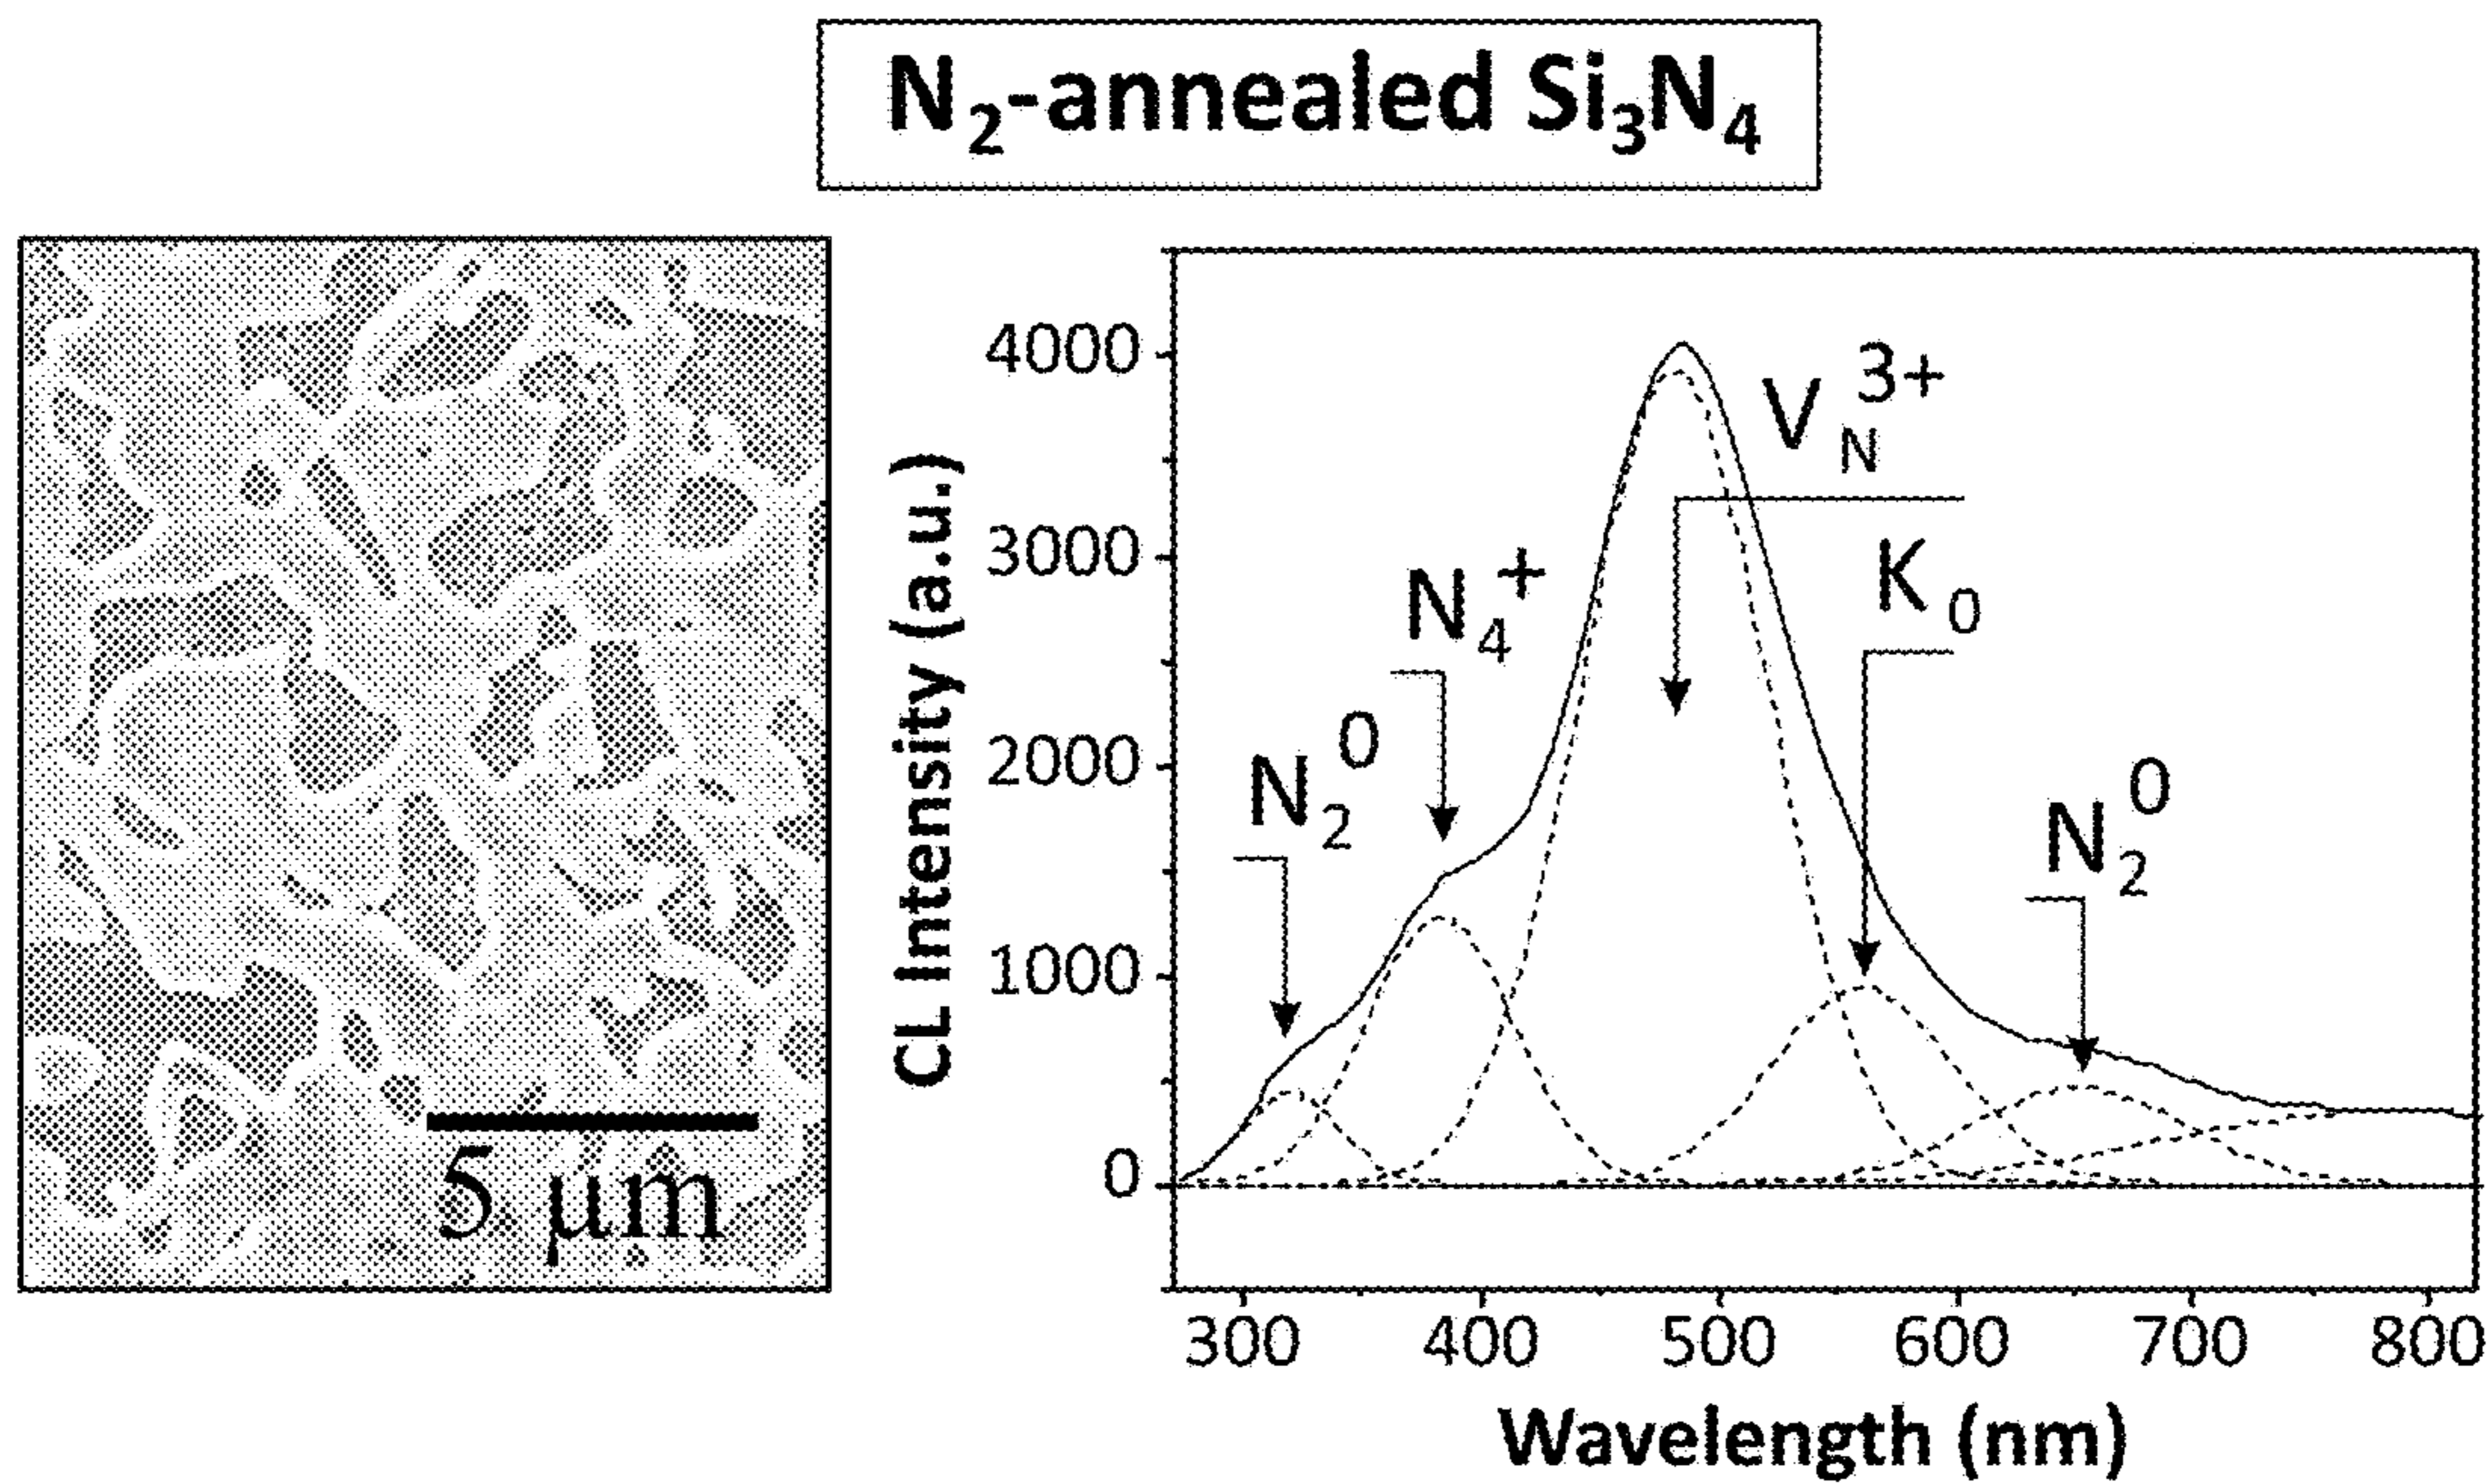 N₂-annealed Si₃N₄
5 μm
CL Intensity (a.u.)
4000
3000
2000
1000
0
N₂⁰
N₄⁺
V_N³⁺
K₀
N₂⁰
300 400 500 600 700 800
Wavelength (nm)